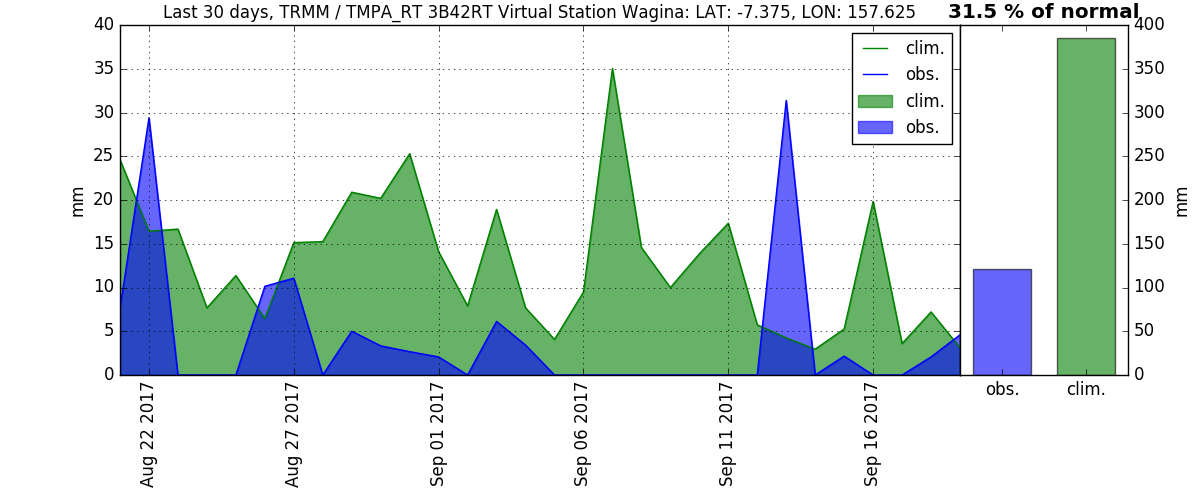 Last 30 days, TRMM / TMPA_RT 3B42RT Virtual Station Wagina: LAT: -7.375, LON: 157.625
31.5 % of normal
40
35
30
25
20
15
10
5
0
mm
clim.
obs.
clim.
obs.
400
350
300
250
200
150
100
50
0
mm
Aug 22 2017
Aug 27 2017
Sep 01 2017
Sep 06 2017
Sep 11 2017
Sep 16 2017
obs.
clim.